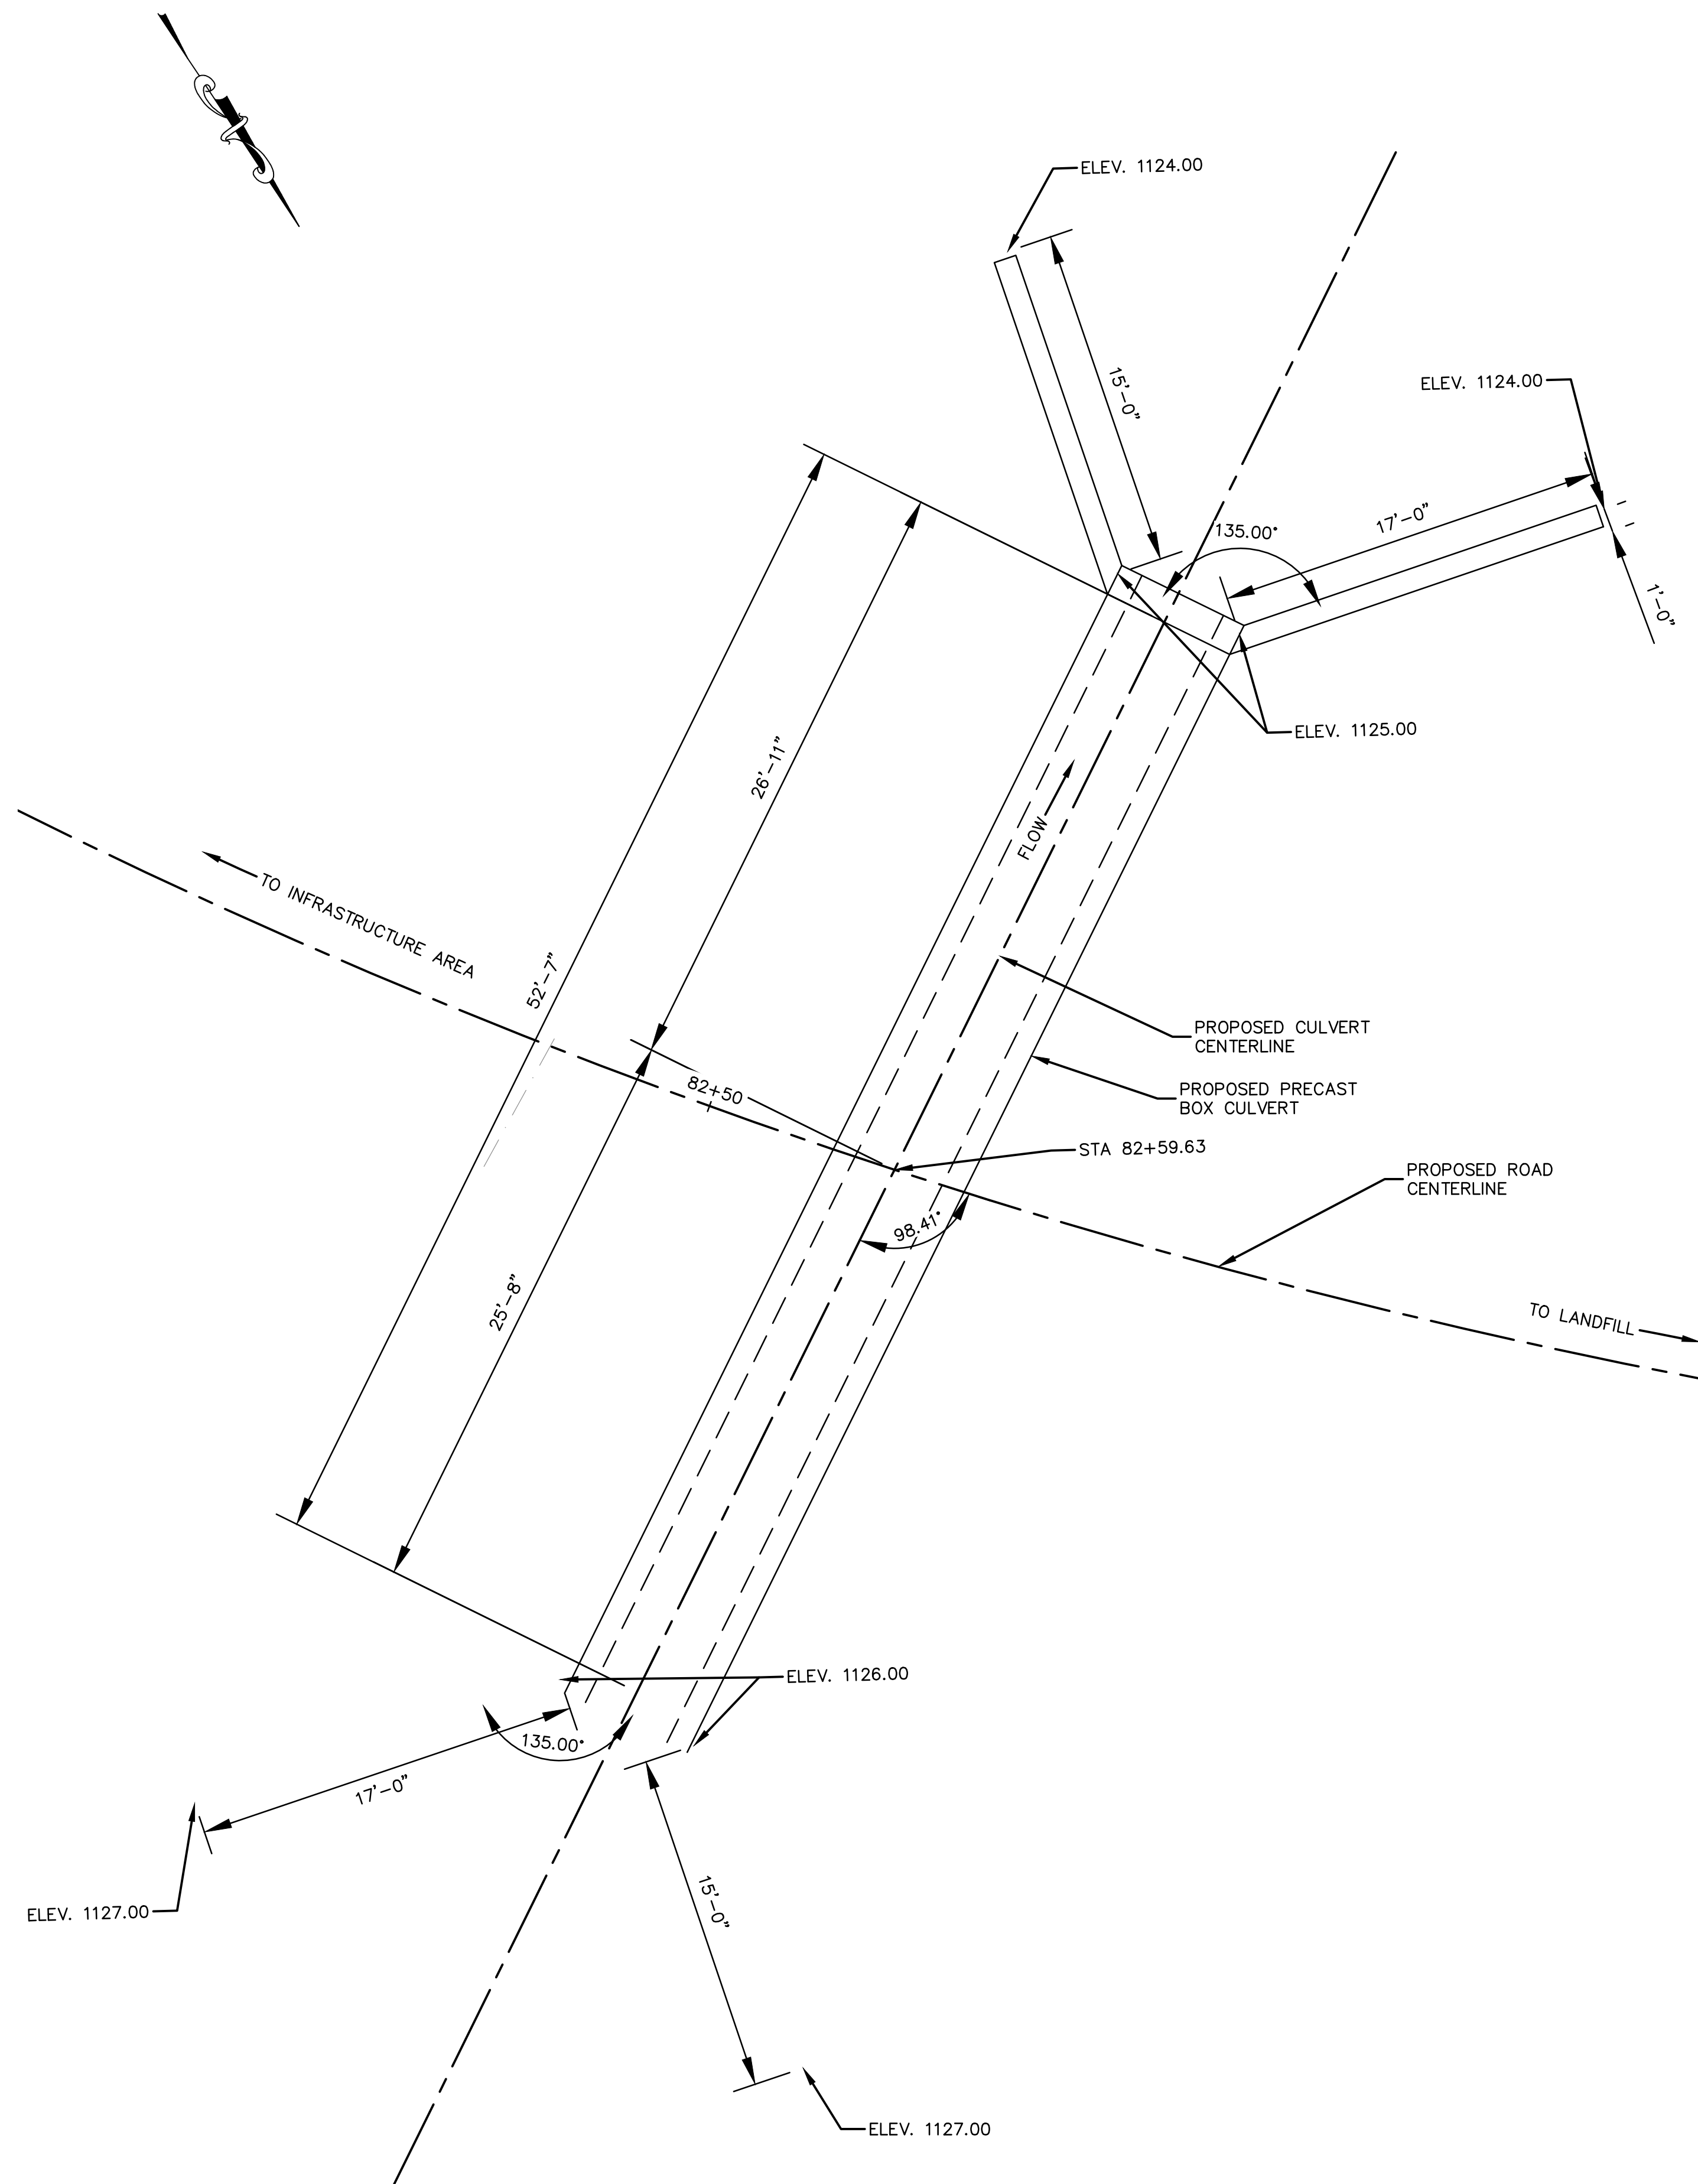 ELEV. 1124.00
15'-0"
ELEV. 1124.00
17'-0"
135.00°
1'-0"
ELEV. 1125.00
26'-11"
FLOW
TO INFRASTRUCTURE AREA
52'-7"
PROPOSED CULVERT
CENTERLINE
82+50
PROPOSED PRECAST
BOX CULVERT
STA 82+59.63
PROPOSED ROAD
CENTERLINE
98.41°
25'-8"
TO LANDFILL
ELEV. 1126.00
135.00°
17'-0"
ELEV. 1127.00
15'-0"
ELEV. 1127.00